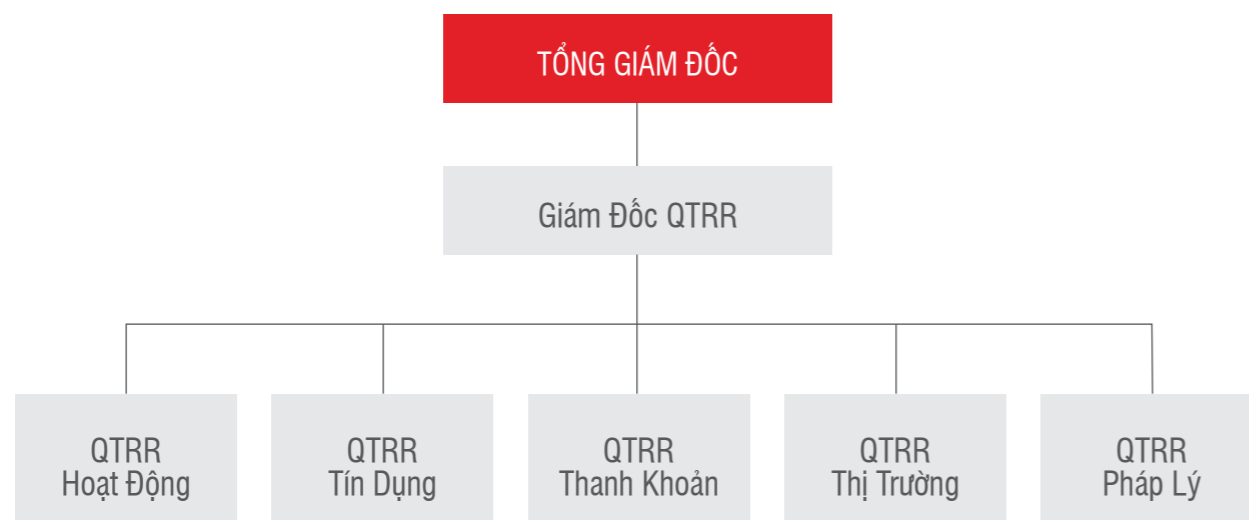 TỔNG GIÁM ĐỐC
Giám Đốc QTRR
QTRR
Hoạt Động
QTRR
Tín Dụng
QTRR
Thanh Khoản
QTRR
Thị Trường
QTRR
Pháp Lý